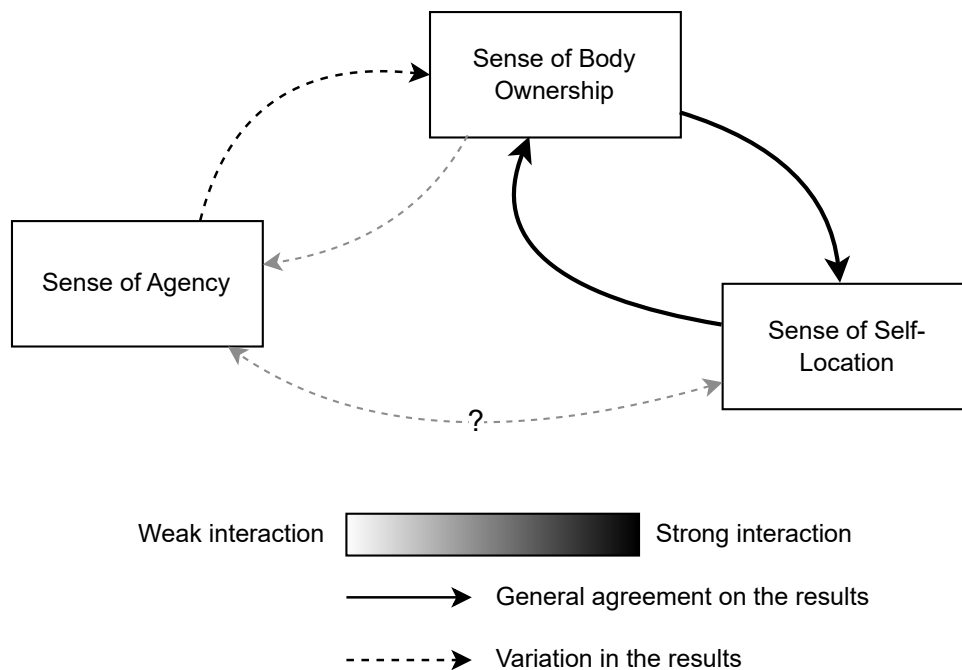 Sense of Body
Ownership
Sense of Agency
Sense of Self-
Location
?
Weak interaction
Strong interaction
General agreement on the results
Variation in the results